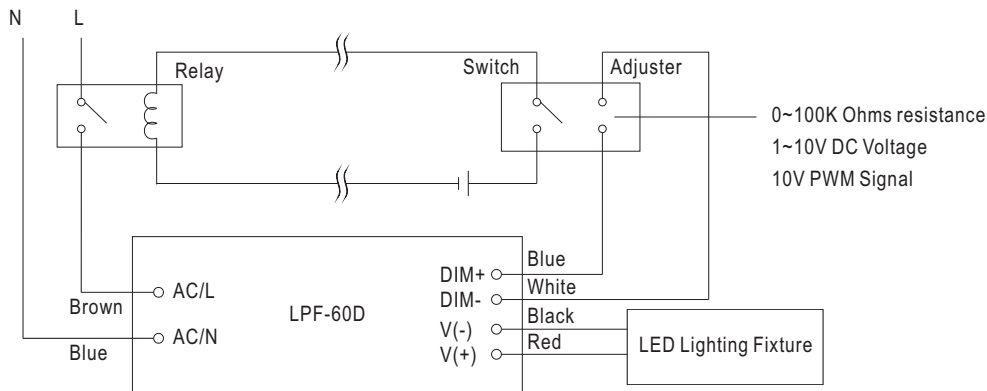 N L
Relay
Switch
Adjuster
0~100K Ohms resistance
1~10V DC Voltage
10V PWM Signal
Brown
AC/L
Blue
AC/N
LPF-60D
DIM+
Blue
DIM-
White
V(-)
Black
V(+)
Red
LED Lighting Fixture